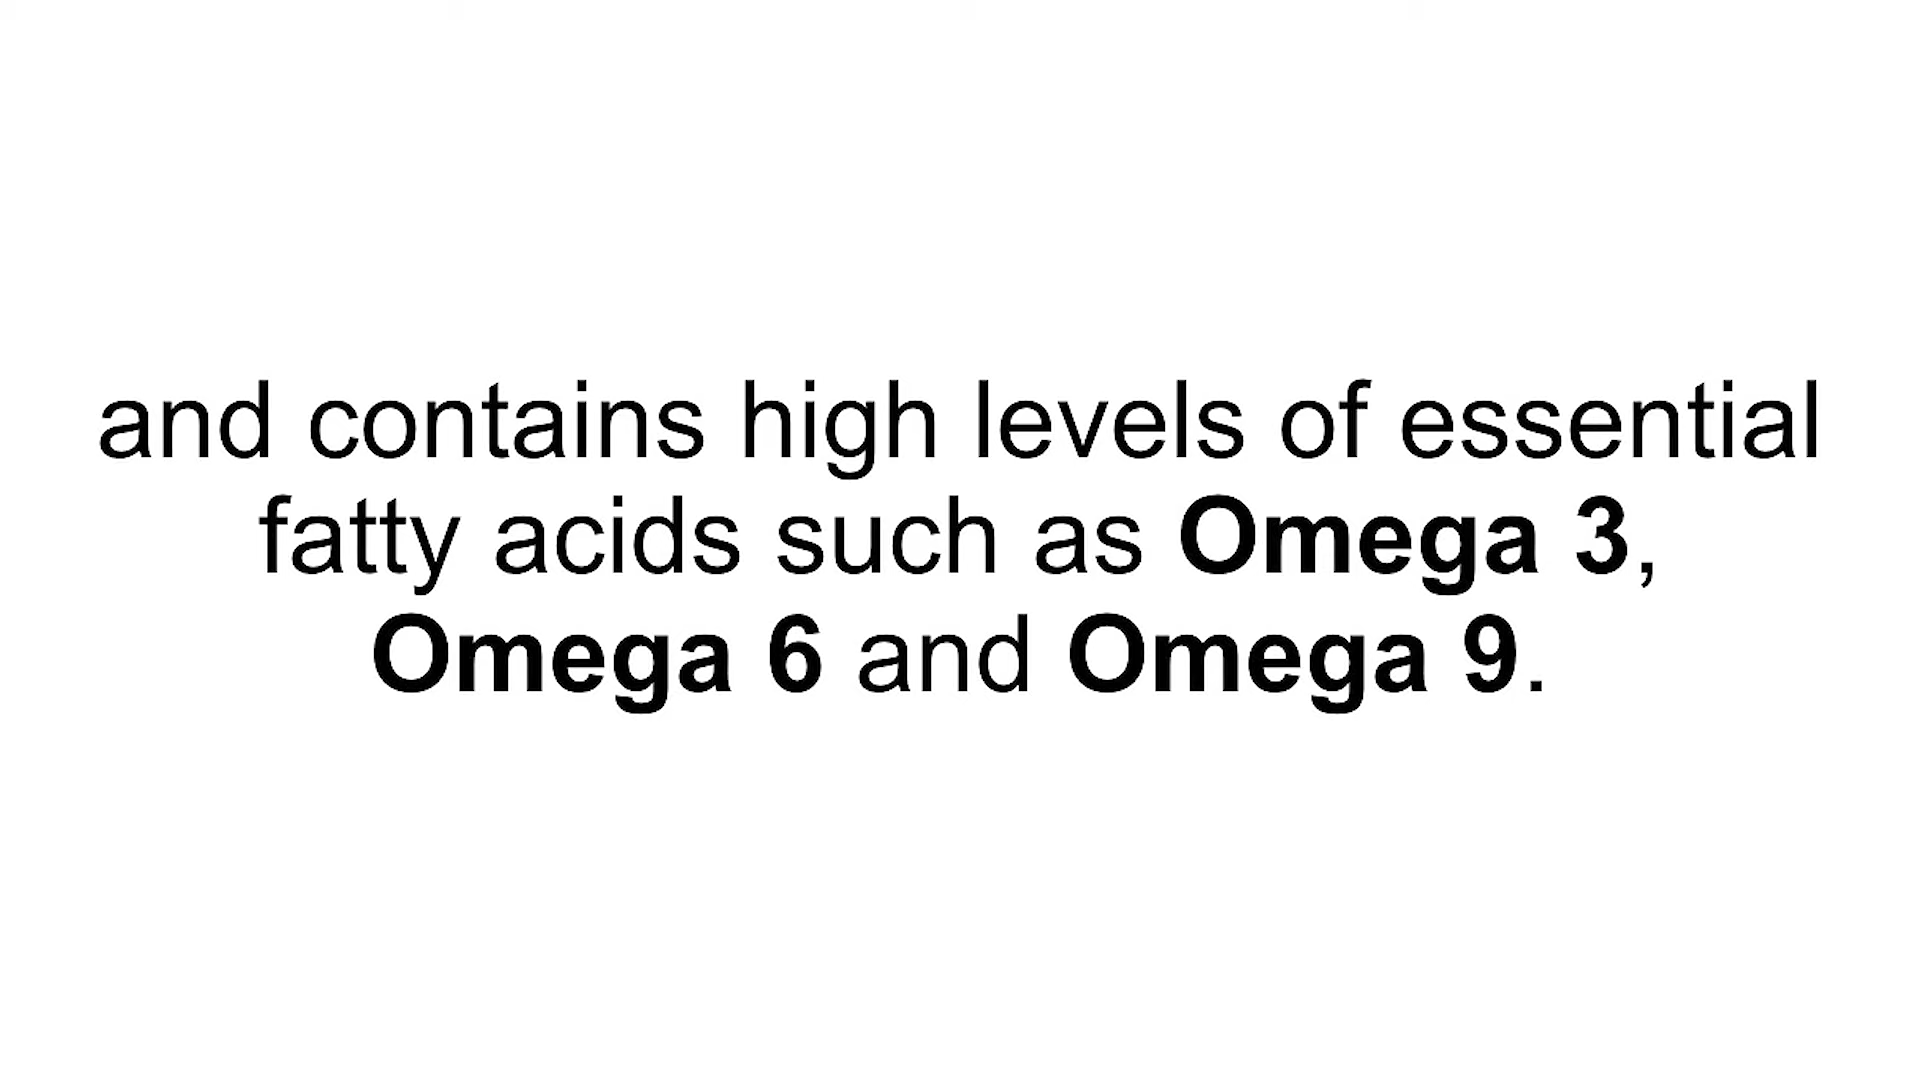 and contains high levels of essential
fatty acids such as Omega 3,
Omega 6 and Omega 9.